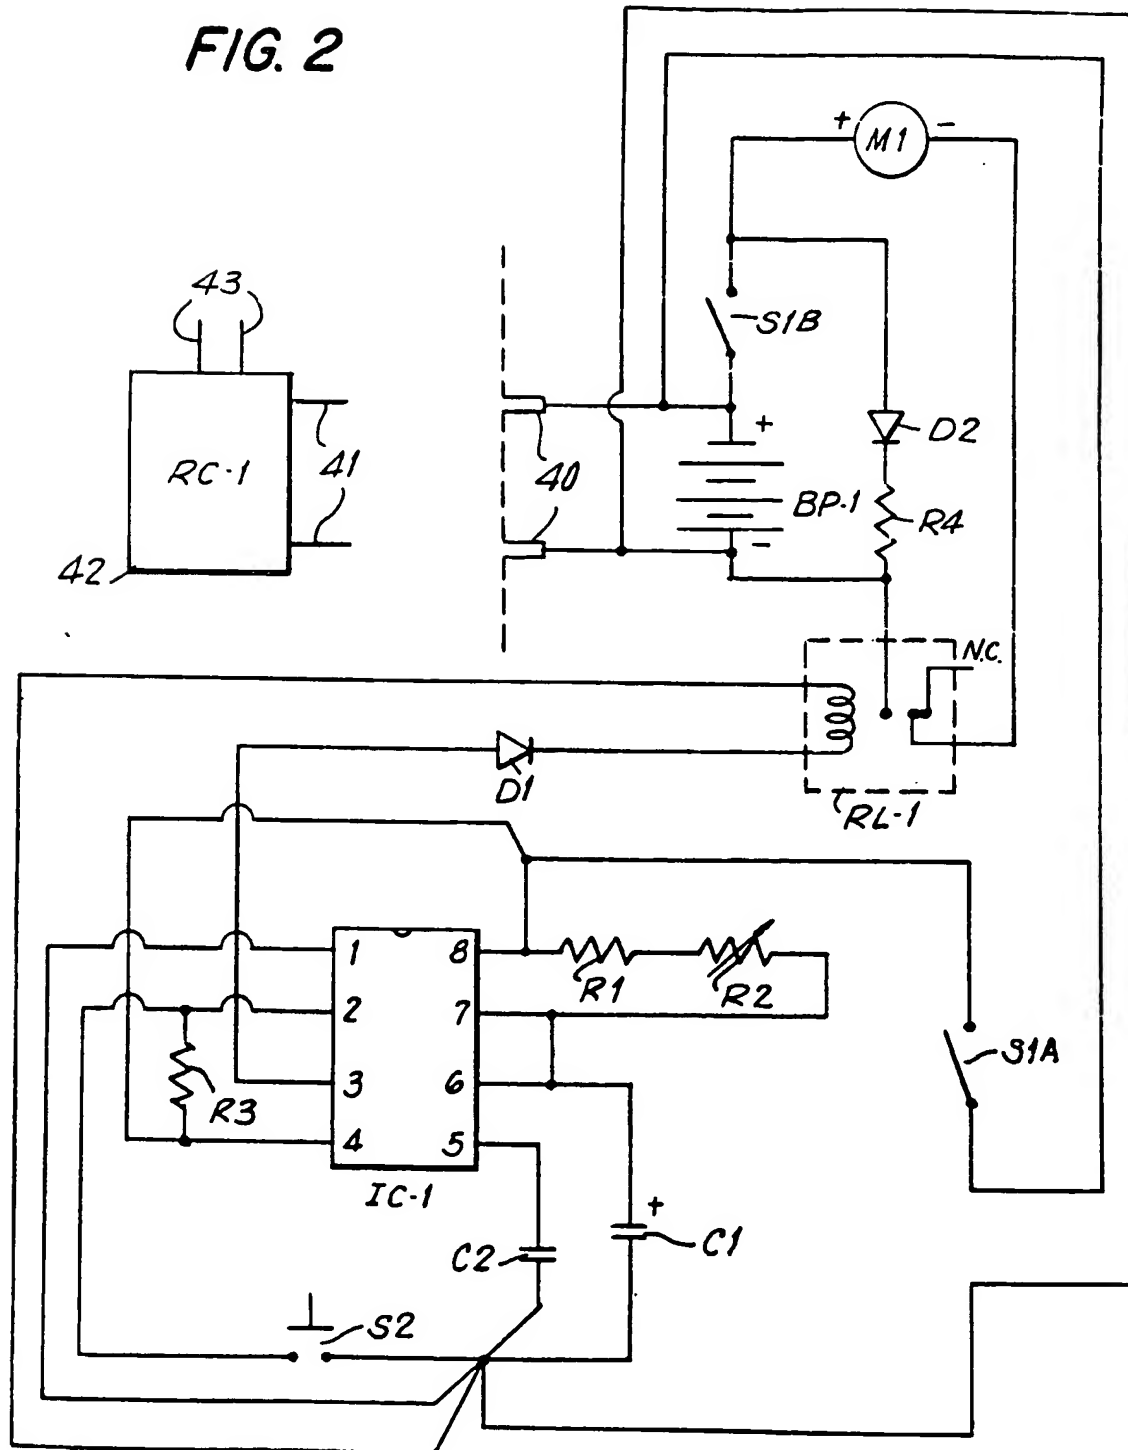 FIG. 2
+ M1 -
43
S1B
RC-1
41
40
+
D2
BP-1
R4
-
42
N.C.
D1
RL-1
1 8
R1
R2
2 7
S1A
3 6
R3
4 5
IC-1
+
C2
C1
S2